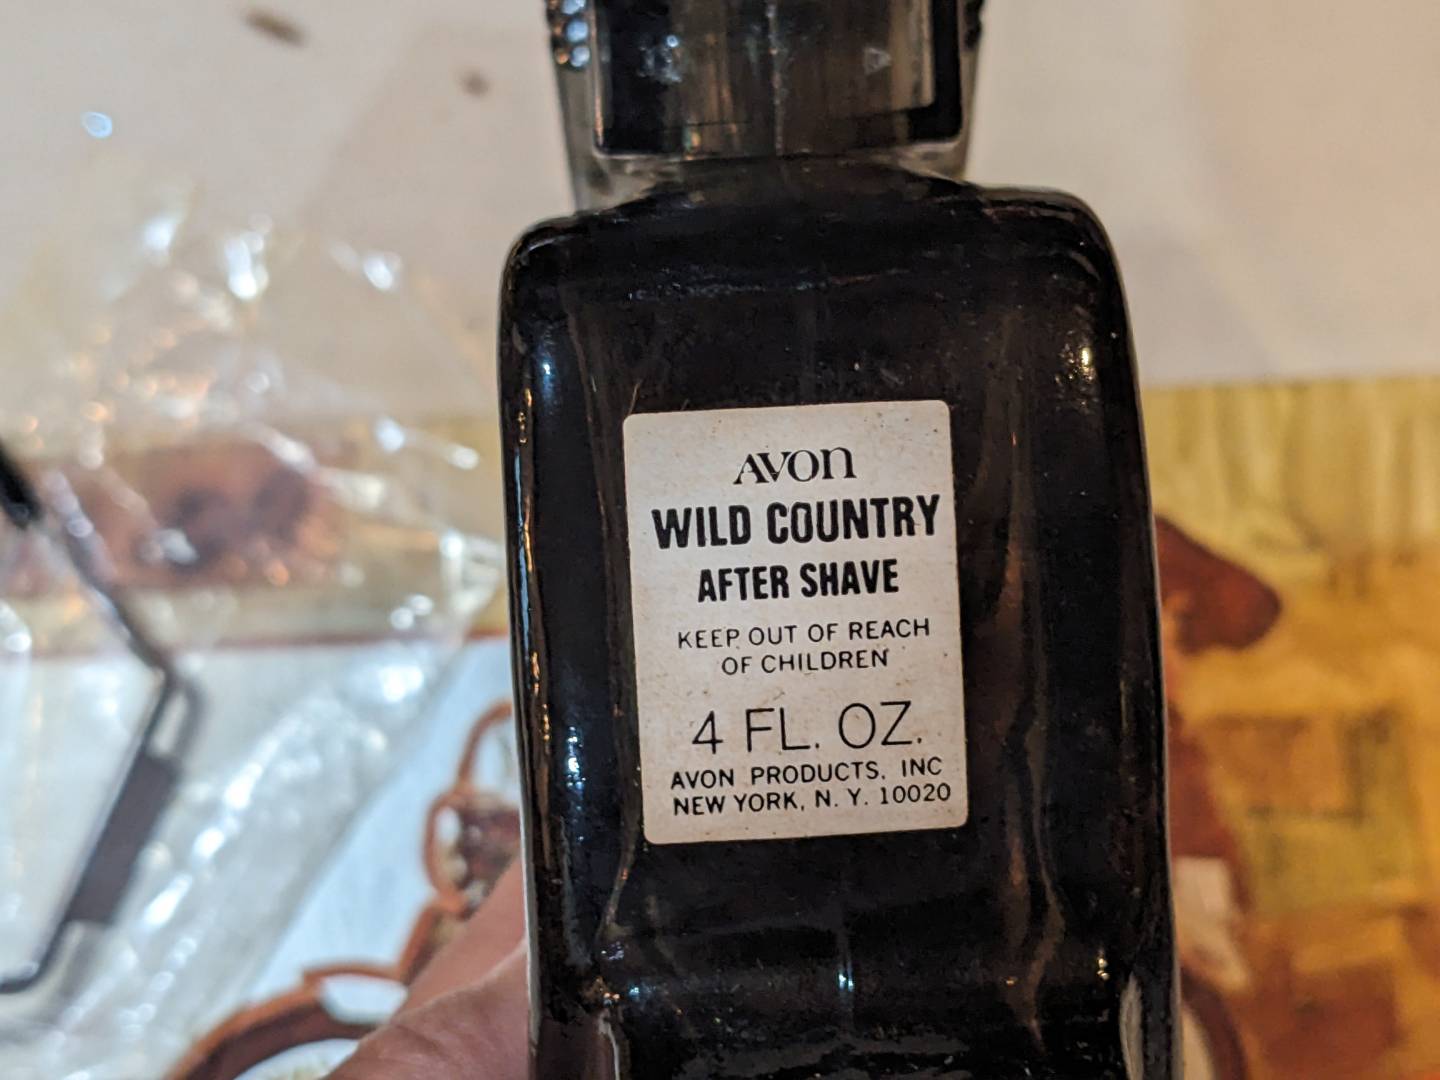 AVON
WILD COUNTRY
AFTER SHAVE
KEEP OUT OF REACH
OF CHILDREN
4 FL. OZ.
AVON PRODUCTS, INC
NEW YORK, N. Y. 10020